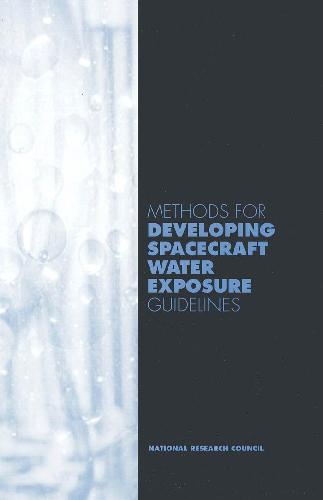 METHODS FOR
DEVELOPING
SPACECRAFT
WATER
EXPOSURE
GUIDELINES
NATIONAL RESEARCH COUNCIL